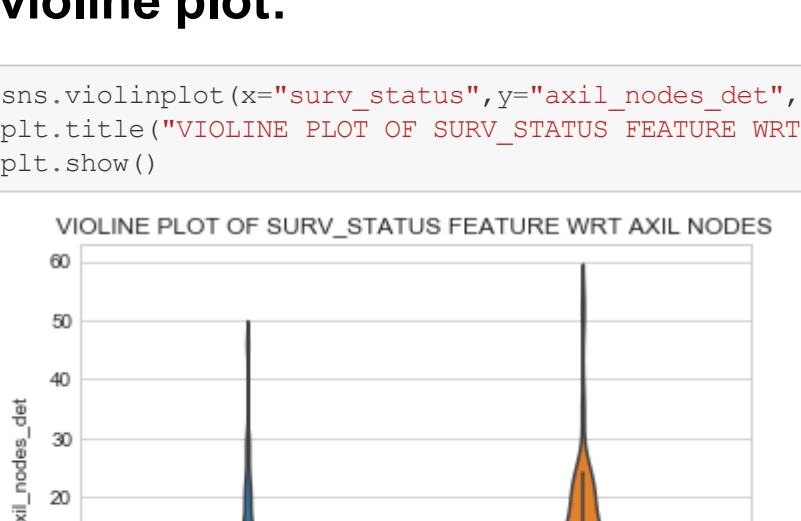 violine plot:
sns.violinplot(x="surv_status",y="axil_nodes_det",
plt.title("VIOLINE PLOT OF SURV_STATUS FEATURE WRT
plt.show()
VIOLINE PLOT OF SURV_STATUS FEATURE WRT AXIL NODES
60
50
40
30
20
xil_nodes_det